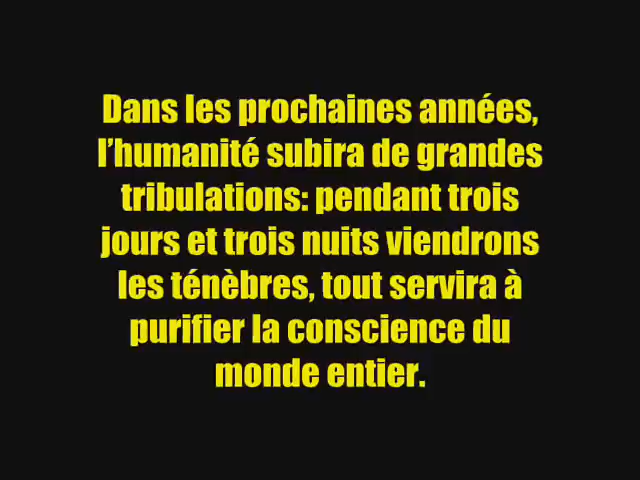 Dans les prochaines années,
l’humanité subira de grandes
tribulations: pendant trois
jours et trois nuits viendrons
les ténèbres, tout servira à
purifier la conscience du
monde entier.